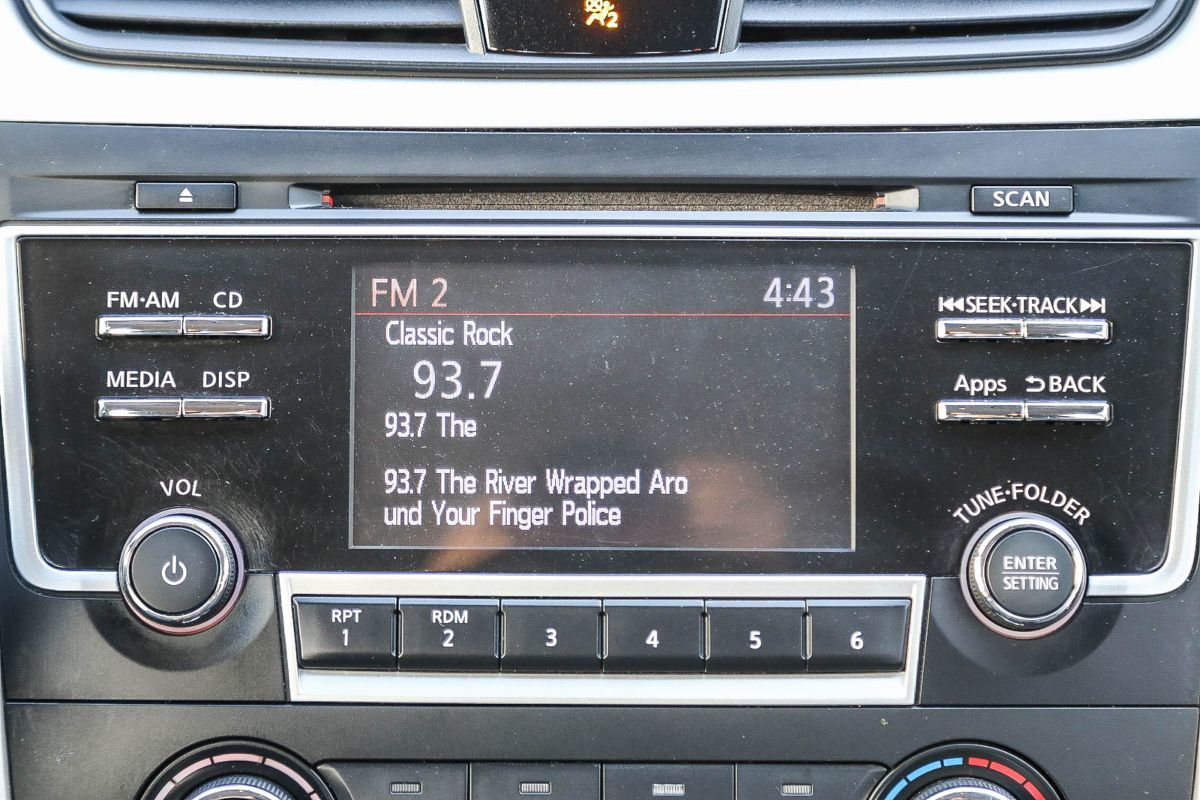 2
SCAN
FM·AM CD
MEDIA DISP
VOL
FM 2 4:43
Classic Rock
93.7
93.7 The
93.7 The River Wrapped Aro
und Your Finger Police
SEEK·TRACK
Apps BACK
TUNE·FOLDER
ENTER
SETTING
RPT RDM
1 2 3 4 5 6